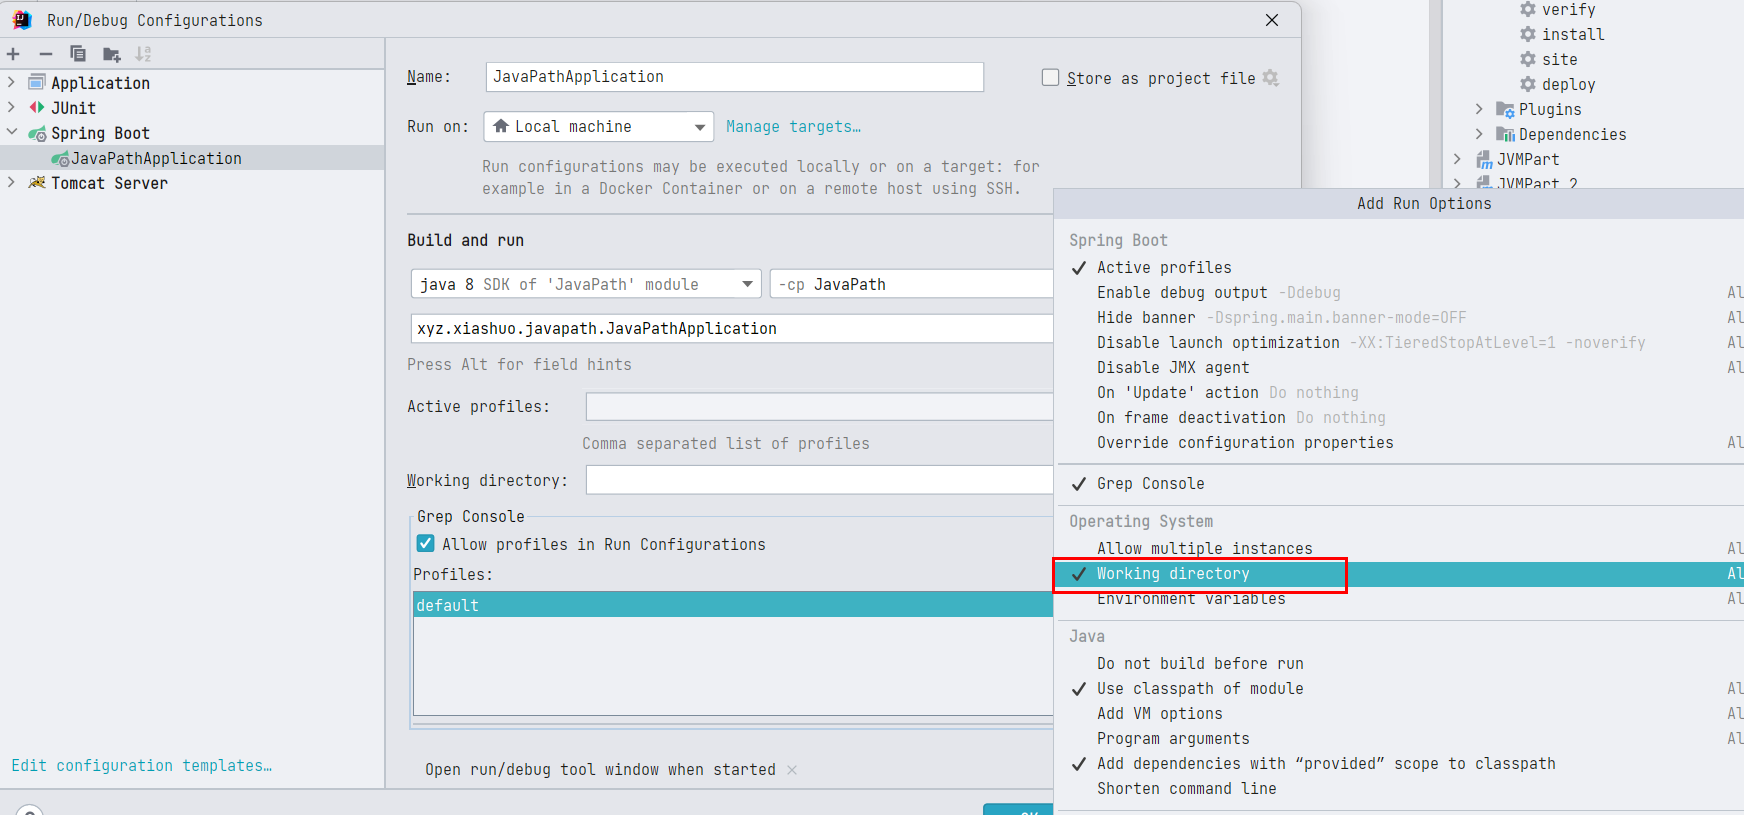 Run/Debug Configurations
Application
JUnit
Spring Boot
JavaPathApplication
Tomcat Server
Edit configuration templates…
Name:
JavaPathApplication
Store as project file
Run on:
Local machine
Manage targets…
Run configurations may be executed locally or on a target: for
example in a Docker Container or on a remote host using SSH.
Build and run
java 8 SDK of 'JavaPath' module
-cp JavaPath
xyz.xiashuo.javapath.JavaPathApplication
Press Alt for field hints
Active profiles:
Comma separated list of profiles
Working directory:
Grep Console
Allow profiles in Run Configurations
Profiles:
default
Open run/debug tool window when started
verify
install
site
deploy
Plugins
Dependencies
JVMPart
JVMPart 2
Add Run Options
Spring Boot
Active profiles
Enable debug output -Ddebug Al
Hide banner -Dspring.main.banner-mode=OFF Al
Disable launch optimization -XX:TieredStopAtLevel=1 -noverify Al
Disable JMX agent Al
On 'Update' action Do nothing
On frame deactivation Do nothing
Override configuration properties Al
Grep Console
Operating System
Allow multiple instances Al
Working directory Al
Environment variables Al
Java
Do not build before run
Use classpath of module Al
Add VM options Al
Program arguments Al
Add dependencies with “provided” scope to classpath
Shorten command line